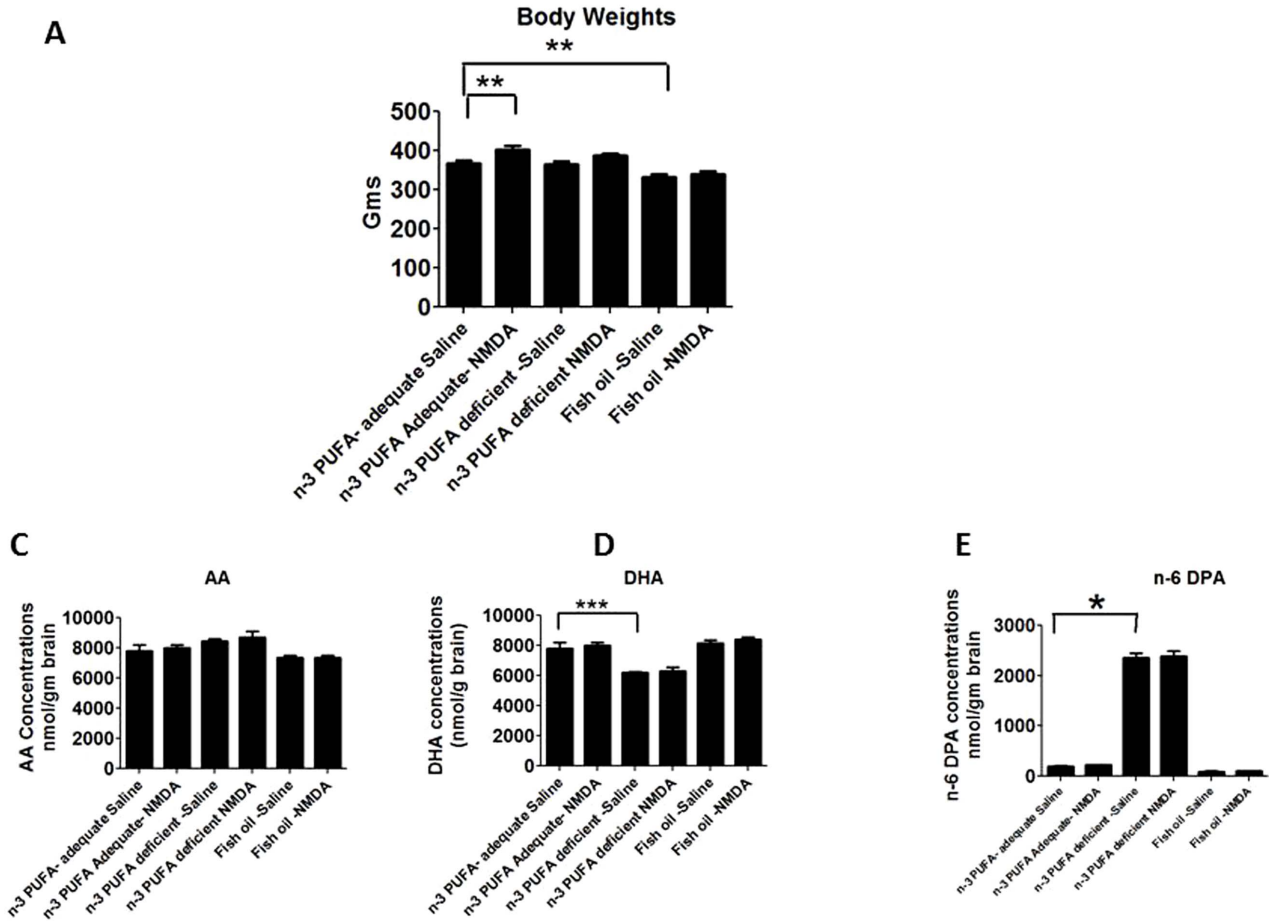 A
Body Weights
**
**
500
400
300
200
100
0
Gms
n-3 PUFA- adequate Saline
n-3 PUFA Adequate- NMDA
n-3 PUFA deficient -Saline
n-3 PUFA deficient NMDA
Fish oil -Saline
Fish oil -NMDA
C
AA
AA Concentrations
nmol/gm brain
10000
8000
6000
4000
2000
0
n-3 PUFA- adequate Saline
n-3 PUFA Adequate- NMDA
n-3 PUFA deficient -Saline
n-3 PUFA deficient NMDA
Fish oil -Saline
Fish oil -NMDA
D
DHA
***
DHA concentrations
(nmol/g brain)
10000
8000
6000
4000
2000
0
n-3 PUFA- adequate Saline
n-3 PUFA Adequate- NMDA
n-3 PUFA deficient -Saline
n-3 PUFA deficient NMDA
Fish oil -Saline
Fish oil -NMDA
E
n-6 DPA
*
n-6 DPA concentrations
nmol/gm brain
3000
2000
1000
0
n-3 PUFA- adequate Saline
n-3 PUFA Adequate- NMDA
n-3 PUFA deficient -Saline
n-3 PUFA deficient NMDA
Fish oil -Saline
Fish oil -NMDA